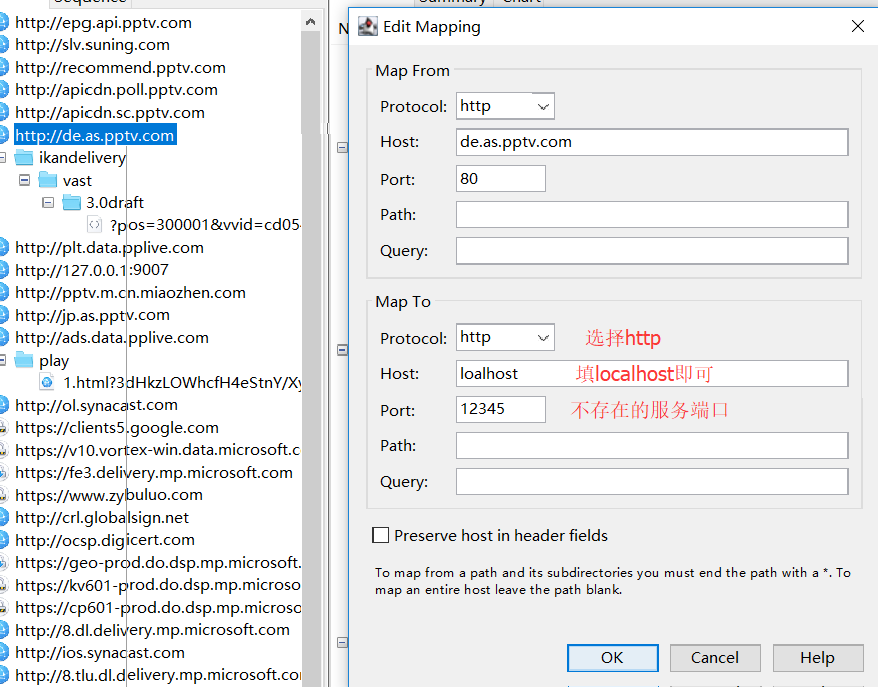 Sequence
http://epg.api.pptv.com
http://slv.suning.com
http://recommend.pptv.com
http://apicdn.poll.pptv.com
http://apicdn.sc.pptv.com
http://de.as.pptv.com
ikandelivery
vast
3.0draft
?pos=300001&vvid=cd054
http://plt.data.pplive.com
http://127.0.0.1:9007
http://pptv.m.cn.miaozhen.com
http://jp.as.pptv.com
http://ads.data.pplive.com
play
1.html?3dHkzLOWhcfH4eStnY/Xy
http://ol.synacast.com
https://clients5.google.com
https://v10.vortex-win.data.microsoft.c
https://fe3.delivery.mp.microsoft.com
https://www.zybuluo.com
http://crl.globalsign.net
http://ocsp.digicert.com
https://geo-prod.do.dsp.mp.microsoft.
https://kv601-prod.do.dsp.mp.microso
https://cp601-prod.do.dsp.mp.microso
http://8.dl.delivery.mp.microsoft.com
http://ios.synacast.com
http://8.tlu.dl.delivery.mp.microsoft.co
Summary Chart
N
Edit Mapping
Map From
Protocol: http
Host: de.as.pptv.com
Port: 80
Path:
Query:
Map To
Protocol: http 选择http
Host: loalhost 填localhost即可
Port: 12345 不存在的服务端口
Path:
Query:
Preserve host in header fields
To map from a path and its subdirectories you must end the path with a *. To
map an entire host leave the path blank.
OK Cancel Help